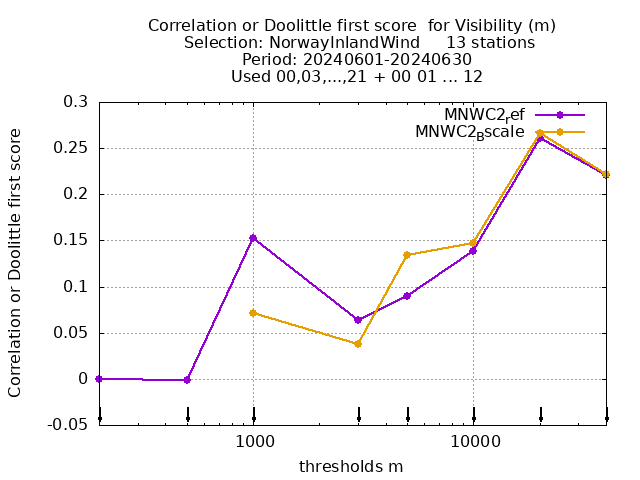 Correlation or Doolittle first score  for Visibility (m)
Selection: NorwayInlandWind     13 stations
Period: 20240601-20240630
Used 00,03,...,21 + 00 01 ... 12
MNWC2ref
MNWC2Bscale
Correlation or Doolittle first score
0.3
0.25
0.2
0.15
0.1
0.05
0
-0.05
1000
10000
thresholds m